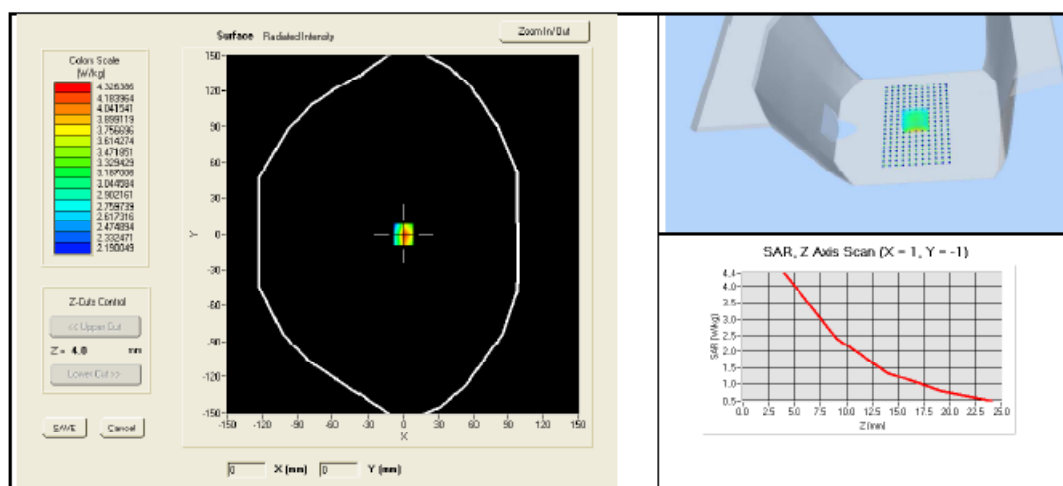 Surface Radiated Intensity
Zoom In/Out
Colors Scale
[W/kg]
4.326386
4.183964
4.041541
3.899119
3.756696
3.614274
3.471851
3.329429
3.187006
3.044584
2.902161
2.759739
2.617316
2.474894
2.332471
2.190049
Z-Cuts Control
<< Upper Cut
Z = 4.0 mm
Lower Cut >>
SAVE Cancel
150
120
90
60
30
0
-30
-60
-90
-120
-150
Y
-150 -120 -90 -60 -30 0 30 60 90 120 150
X
0 X (mm) 0 Y (mm)
SAR, Z Axis Scan (X = 1, Y = -1)
SAR (W/kg)
4.4
3.5
3.0
2.5
2.0
1.5
1.0
0.5
0.0 2.5 5.0 7.5 10.0 12.5 15.0 17.5 20.0 22.5 25.0
Z (mm)